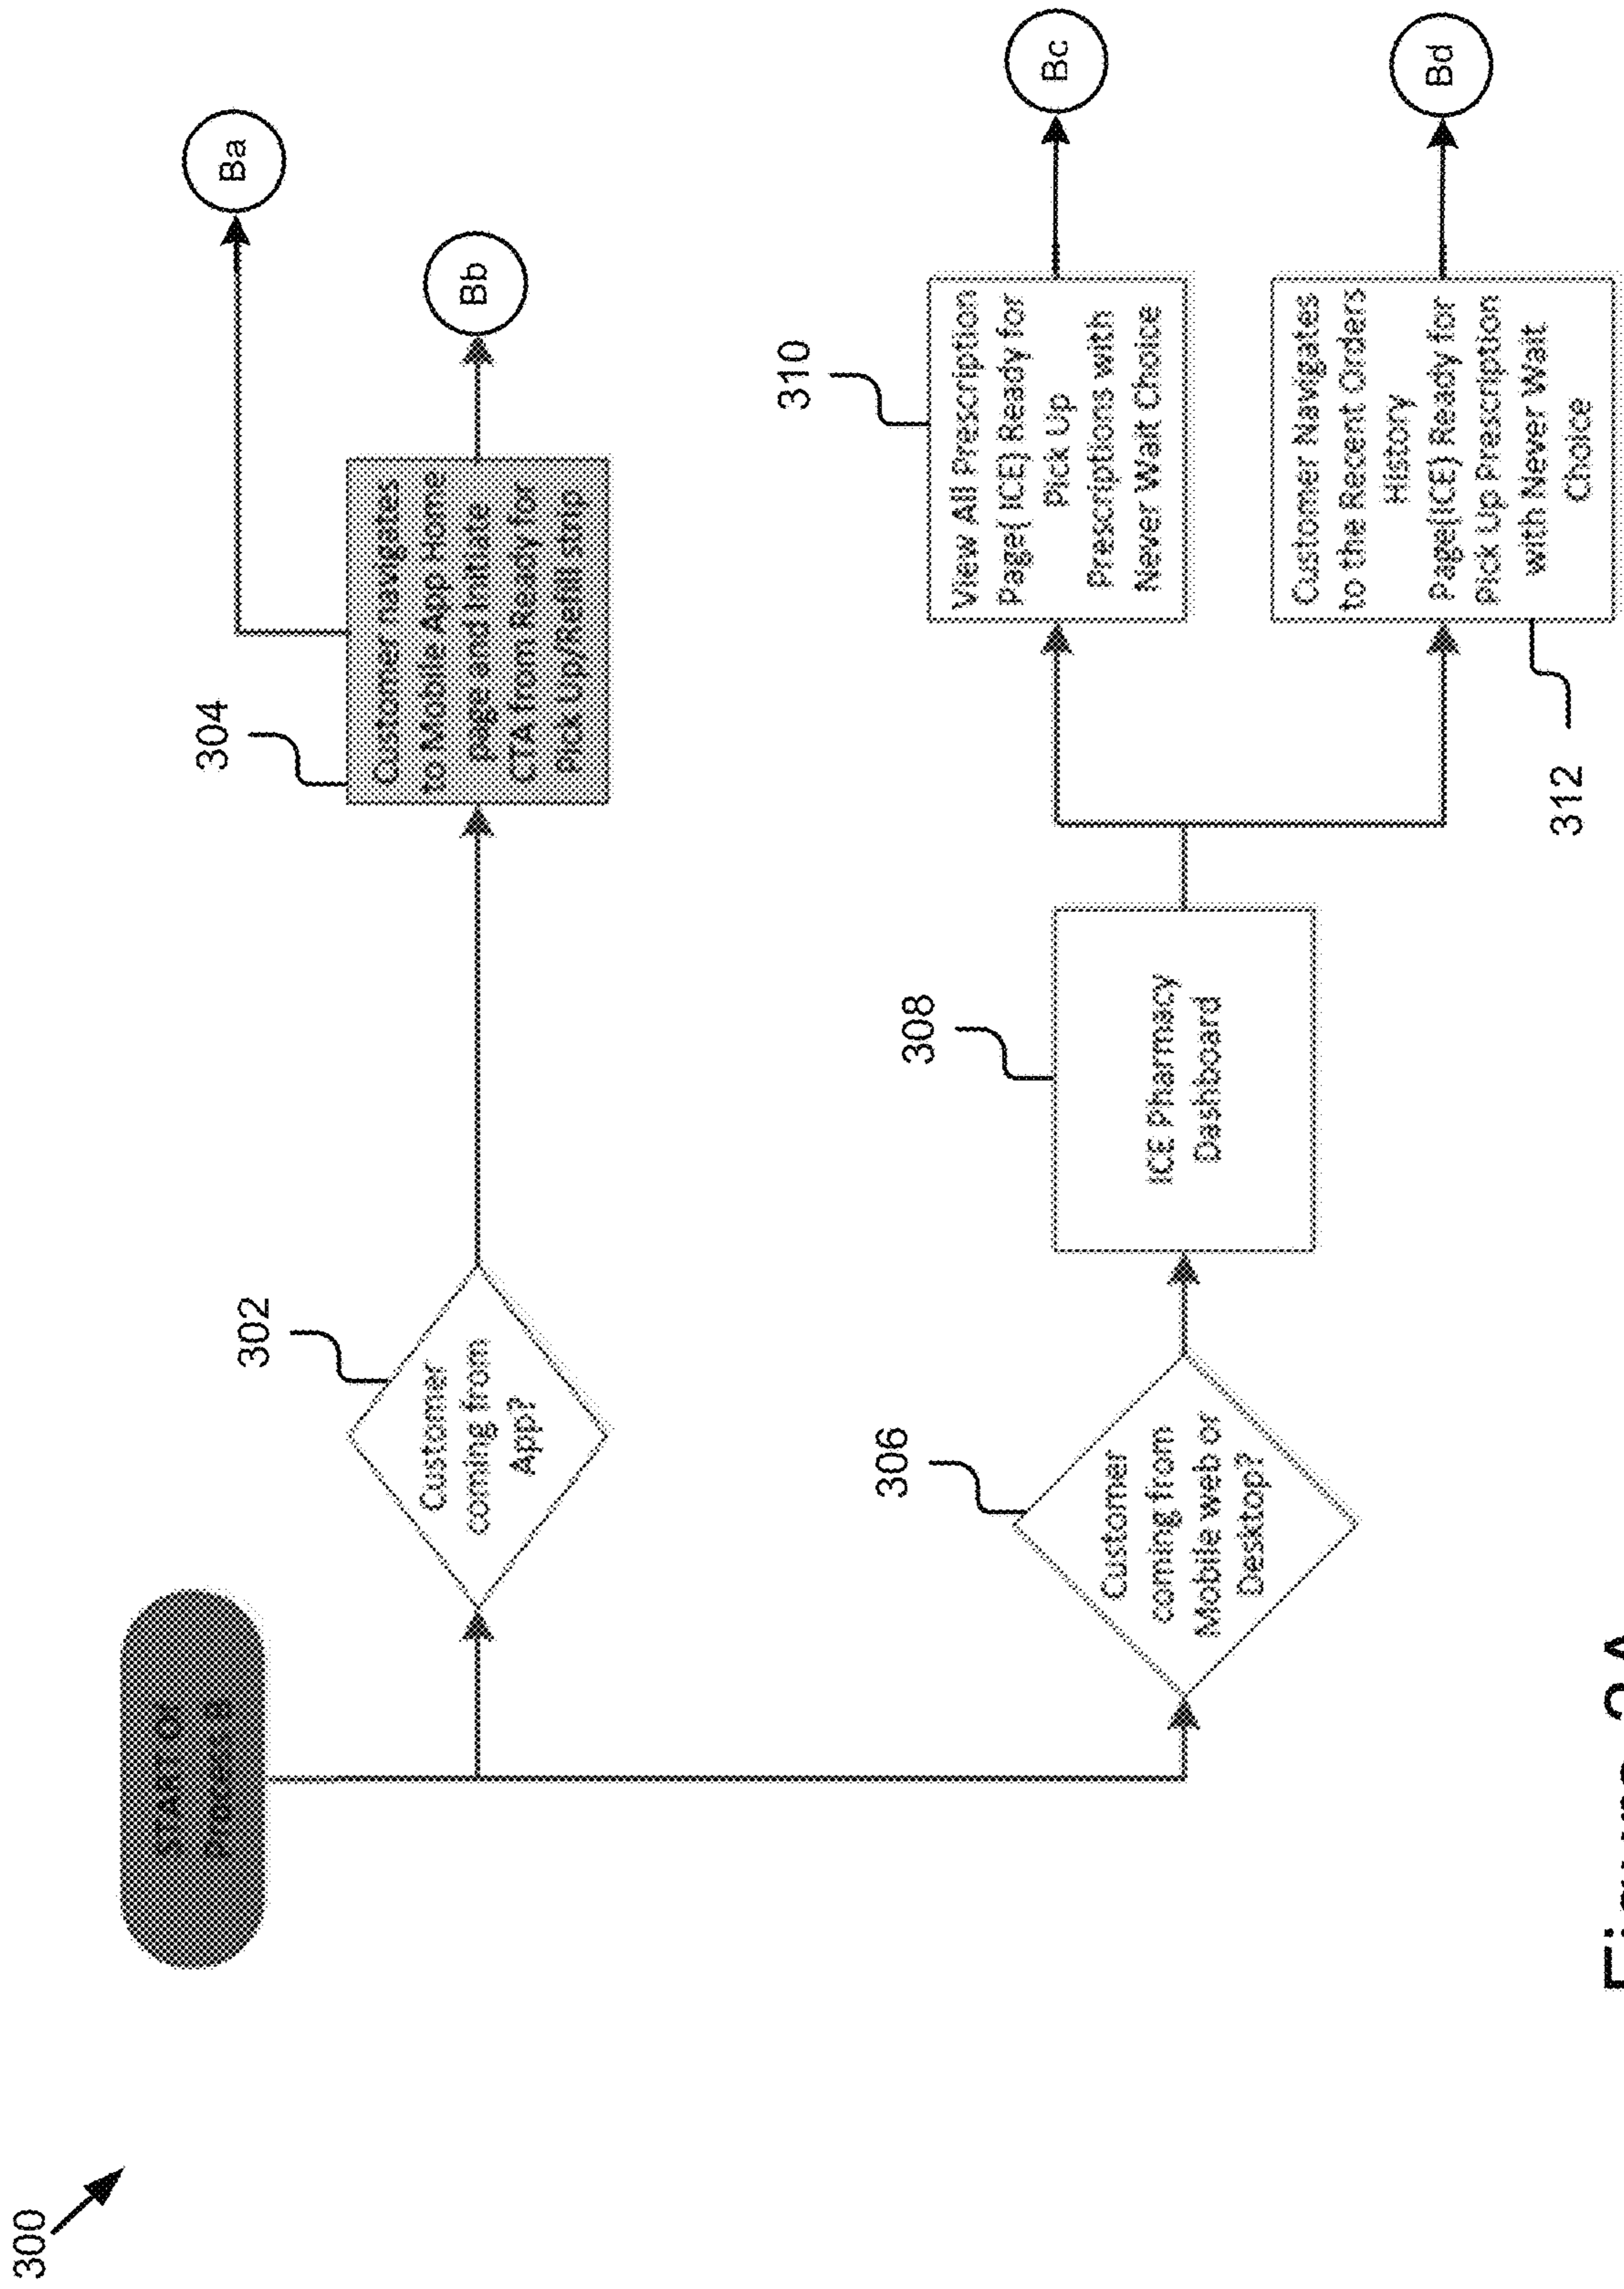 300
START of
Process B
302
Customer
coming from
App?
304
Customer navigates
to Mobile App Home
page and Initiate
CTA from Ready for
Pick Up/Refill strip
Ba
Bb
306
Customer
coming from
Mobile web or
Desktop?
308
ICE Pharmacy
Dashboard
310
View All Prescription
Page( ICE) Ready for
Pick Up
Prescriptions with
Never Wait Choice
Bc
312
Customer Navigates
to the Recent Orders
History
Page(ICE) Ready for
Pick Up Prescription
with Never Wait
Choice
Bd
Figure 3A